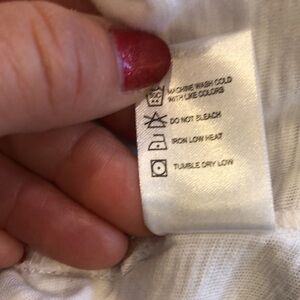 MACHINE WASH COLD
WITH LIKE COLORS
DO NOT BLEACH
IRON LOW HEAT
TUMBLE DRY LOW